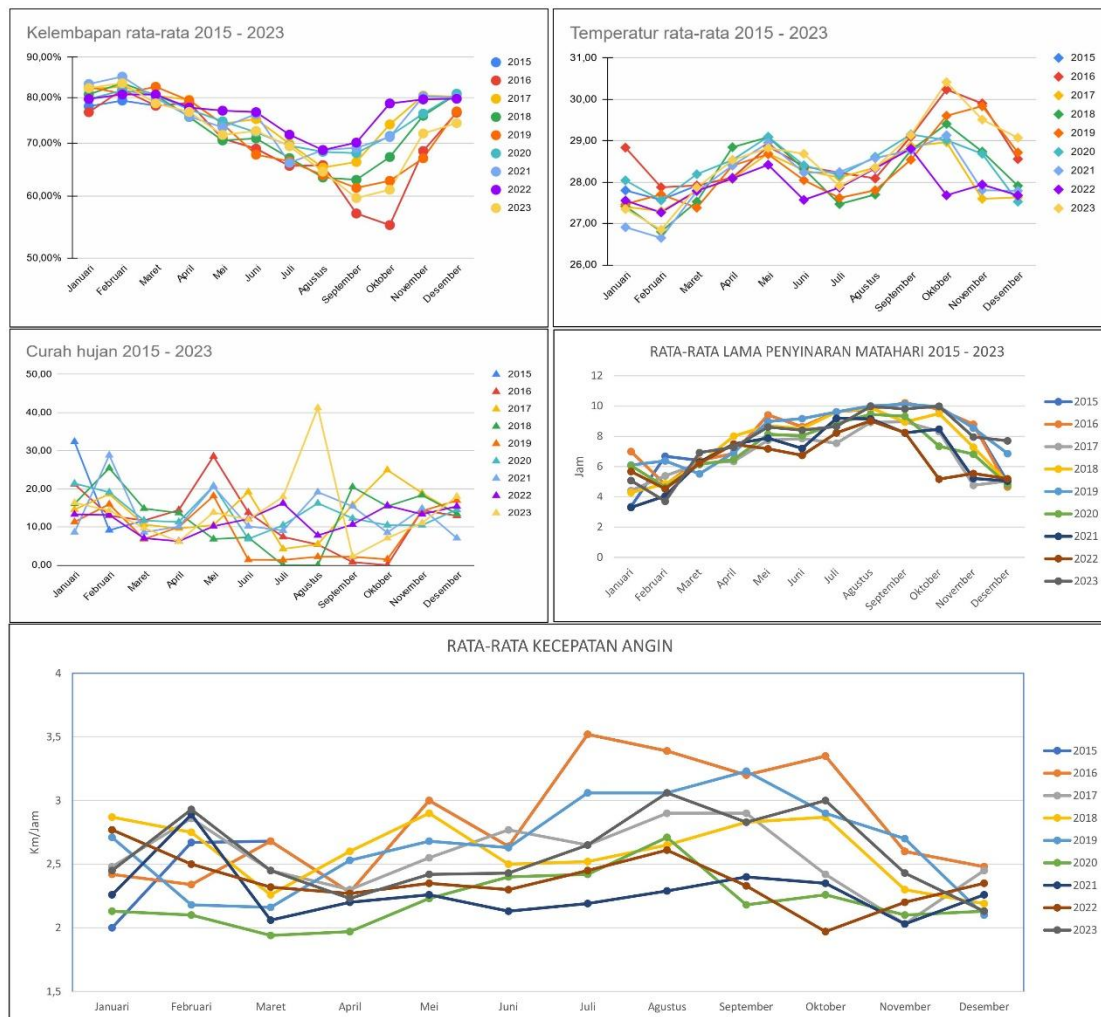 Kelembapan rata-rata 2015 - 2023
90,00%
80,00%
70,00%
60,00%
50,00%
Januari
Februari
Maret
April
Mei
Juni
Juli
Agustus
September
Oktober
November
Desember
2015
2016
2017
2018
2019
2020
2021
2022
2023
Temperatur rata-rata 2015 - 2023
31,00
30,00
29,00
28,00
27,00
26,00
Januari
Februari
Maret
April
Mei
Juni
Juli
Agustus
September
Oktober
November
Desember
2015
2016
2017
2018
2019
2020
2021
2022
2023
Curah hujan 2015 - 2023
50,00
40,00
30,00
20,00
10,00
0,00
Januari
Februari
Maret
April
Mei
Juni
Juli
Agustus
September
Oktober
November
Desember
2015
2016
2017
2018
2019
2020
2021
2022
2023
RATA-RATA LAMA PENYINARAN MATAHARI 2015 - 2023
Jam
12
10
8
6
4
2
0
Januari
Februari
Maret
April
Mei
Juni
Juli
Agustus
September
Oktober
November
Desember
2015
2016
2017
2018
2019
2020
2021
2022
2023
RATA-RATA KECEPATAN ANGIN
Km/Jam
4
3,5
3
2,5
2
1,5
Januari
Februari
Maret
April
Mei
Juni
Juli
Agustus
September
Oktober
November
Desember
2015
2016
2017
2018
2019
2020
2021
2022
2023